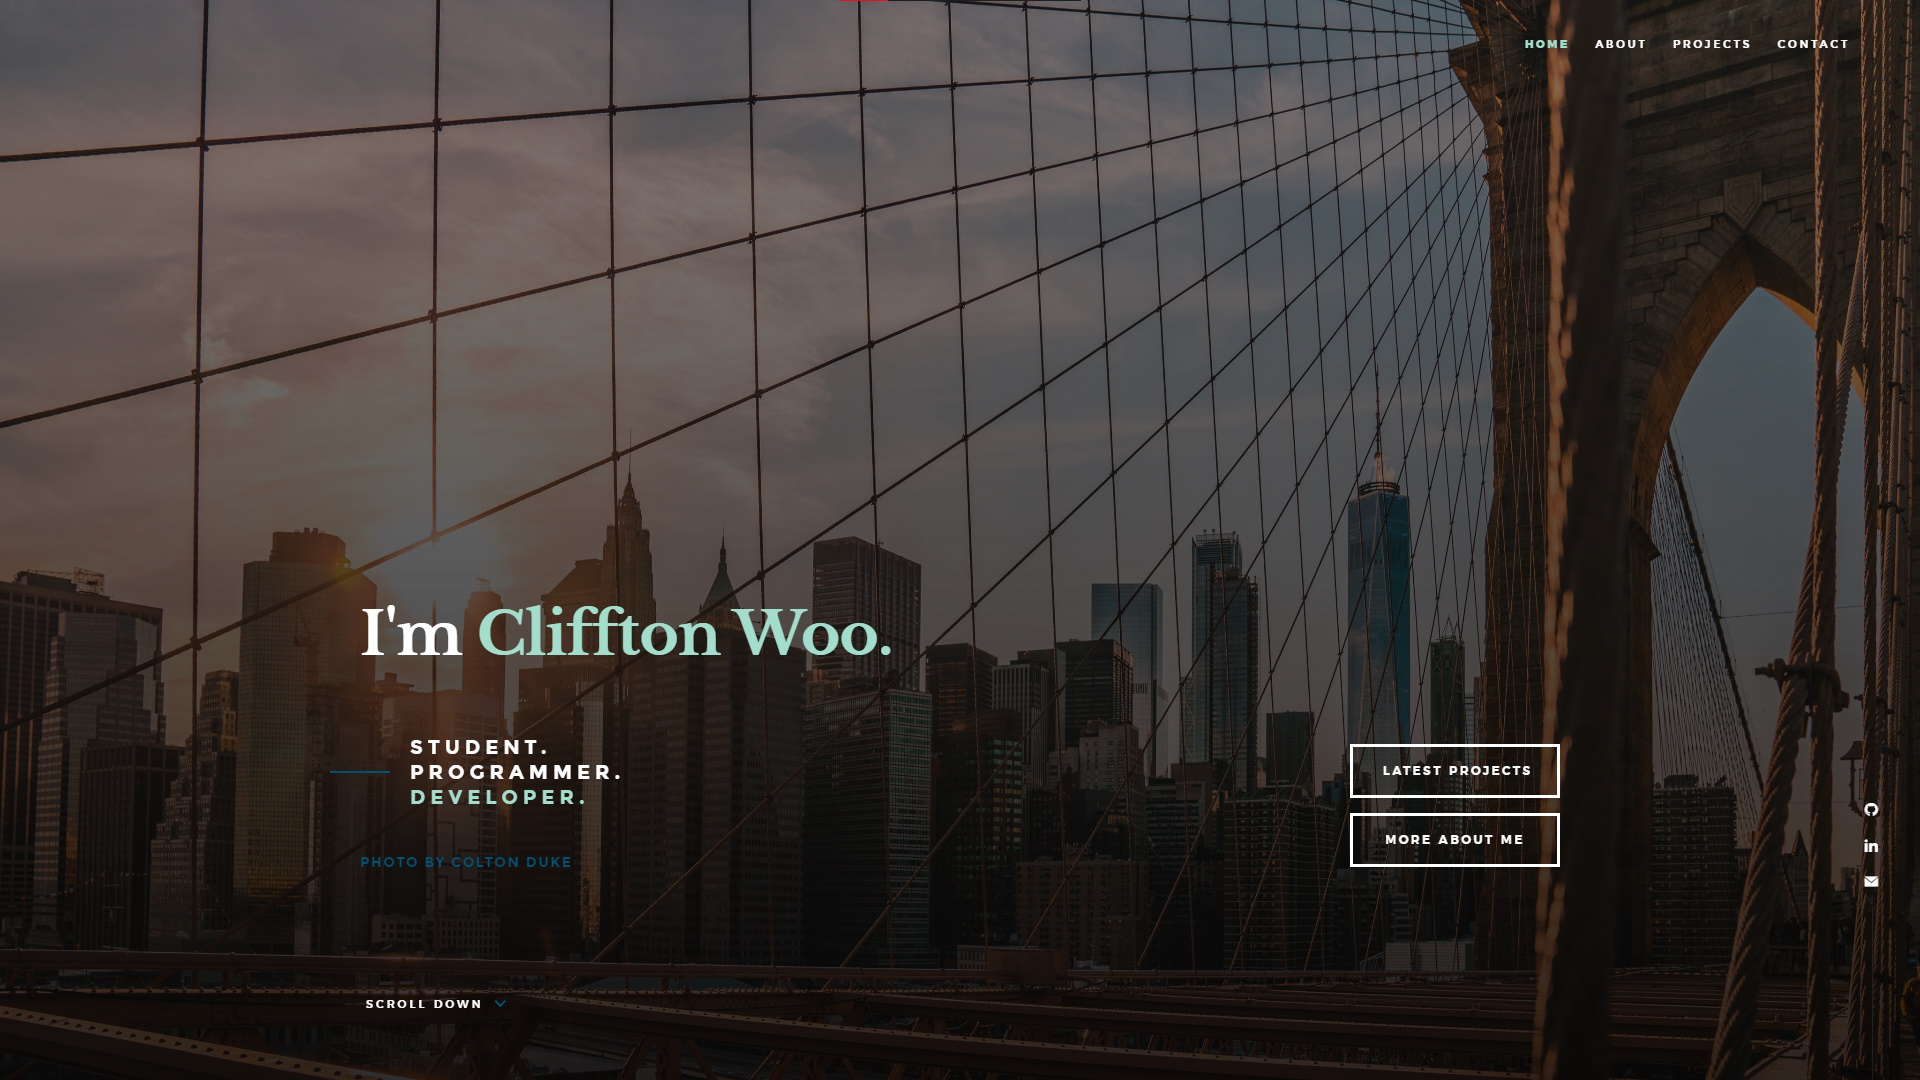 HOME ABOUT PROJECTS CONTACT
I'm Cliffton Woo.
STUDENT.
PROGRAMMER.
DEVELOPER.
LATEST PROJECTS
MORE ABOUT ME
PHOTO BY COLTON DUKE
SCROLL DOWN